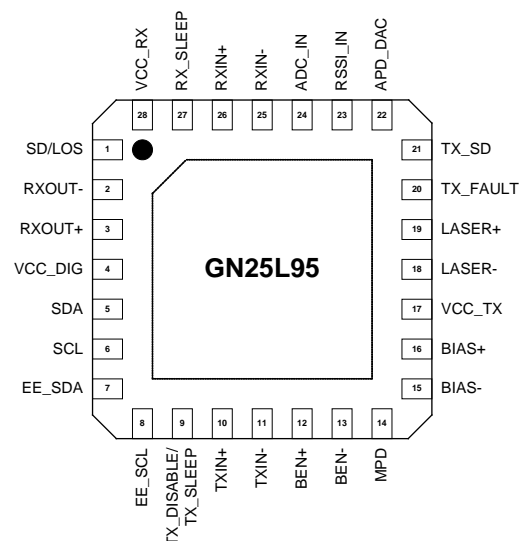 VCC_RX
RX_SLEEP
RXIN+
RXIN-
ADC_IN
RSSI_IN
APD_DAC
28
27
26
25
24
23
22
SD/LOS 1
RXOUT- 2
RXOUT+ 3
VCC_DIG 4
SDA 5
SCL 6
EE_SDA 7
GN25L95
21 TX_SD
20 TX_FAULT
19 LASER+
18 LASER-
17 VCC_TX
16 BIAS+
15 BIAS-
8
9
10
11
12
13
14
EE_SCL
TX_DISABLE/
TX_SLEEP
TXIN+
TXIN-
BEN+
BEN-
MPD